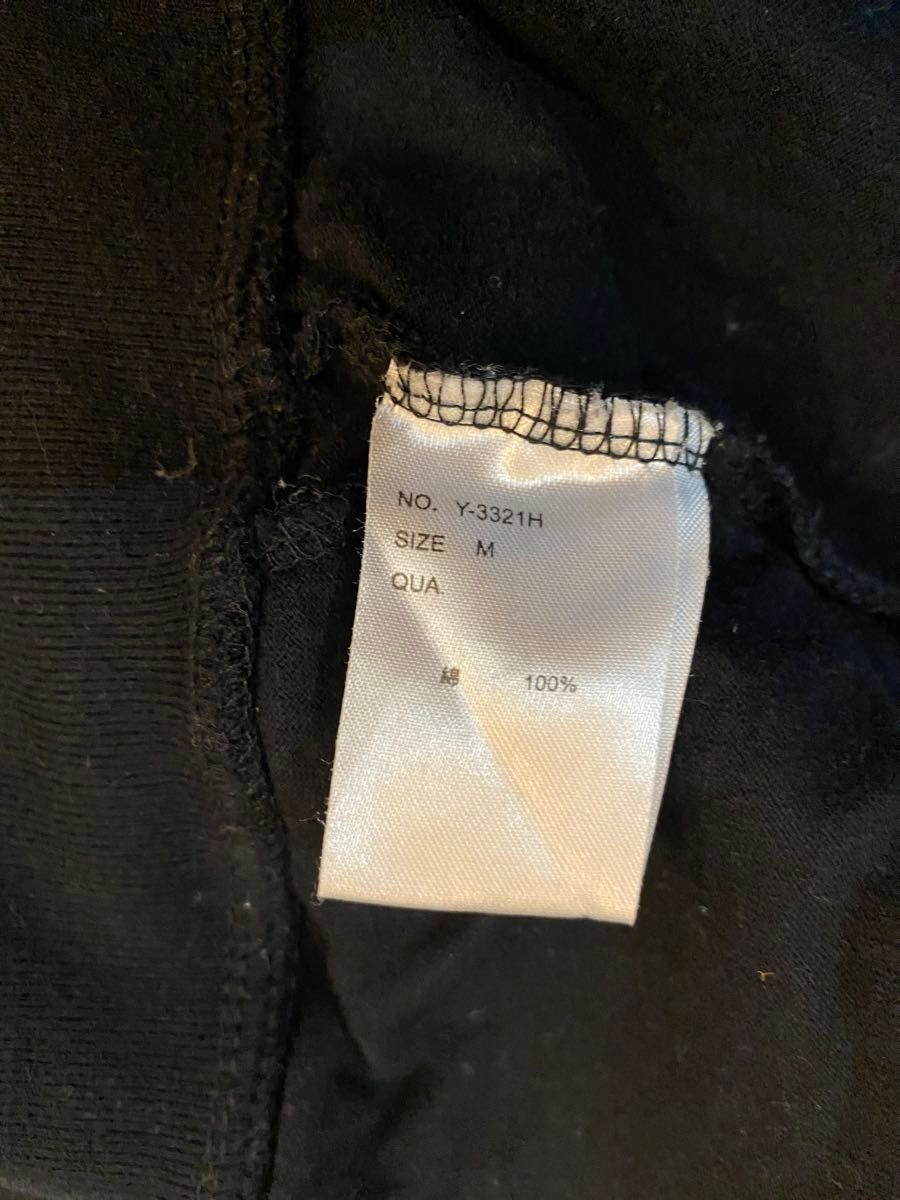 NO. Y-3321H
SIZE M
QUA.
綿 100%